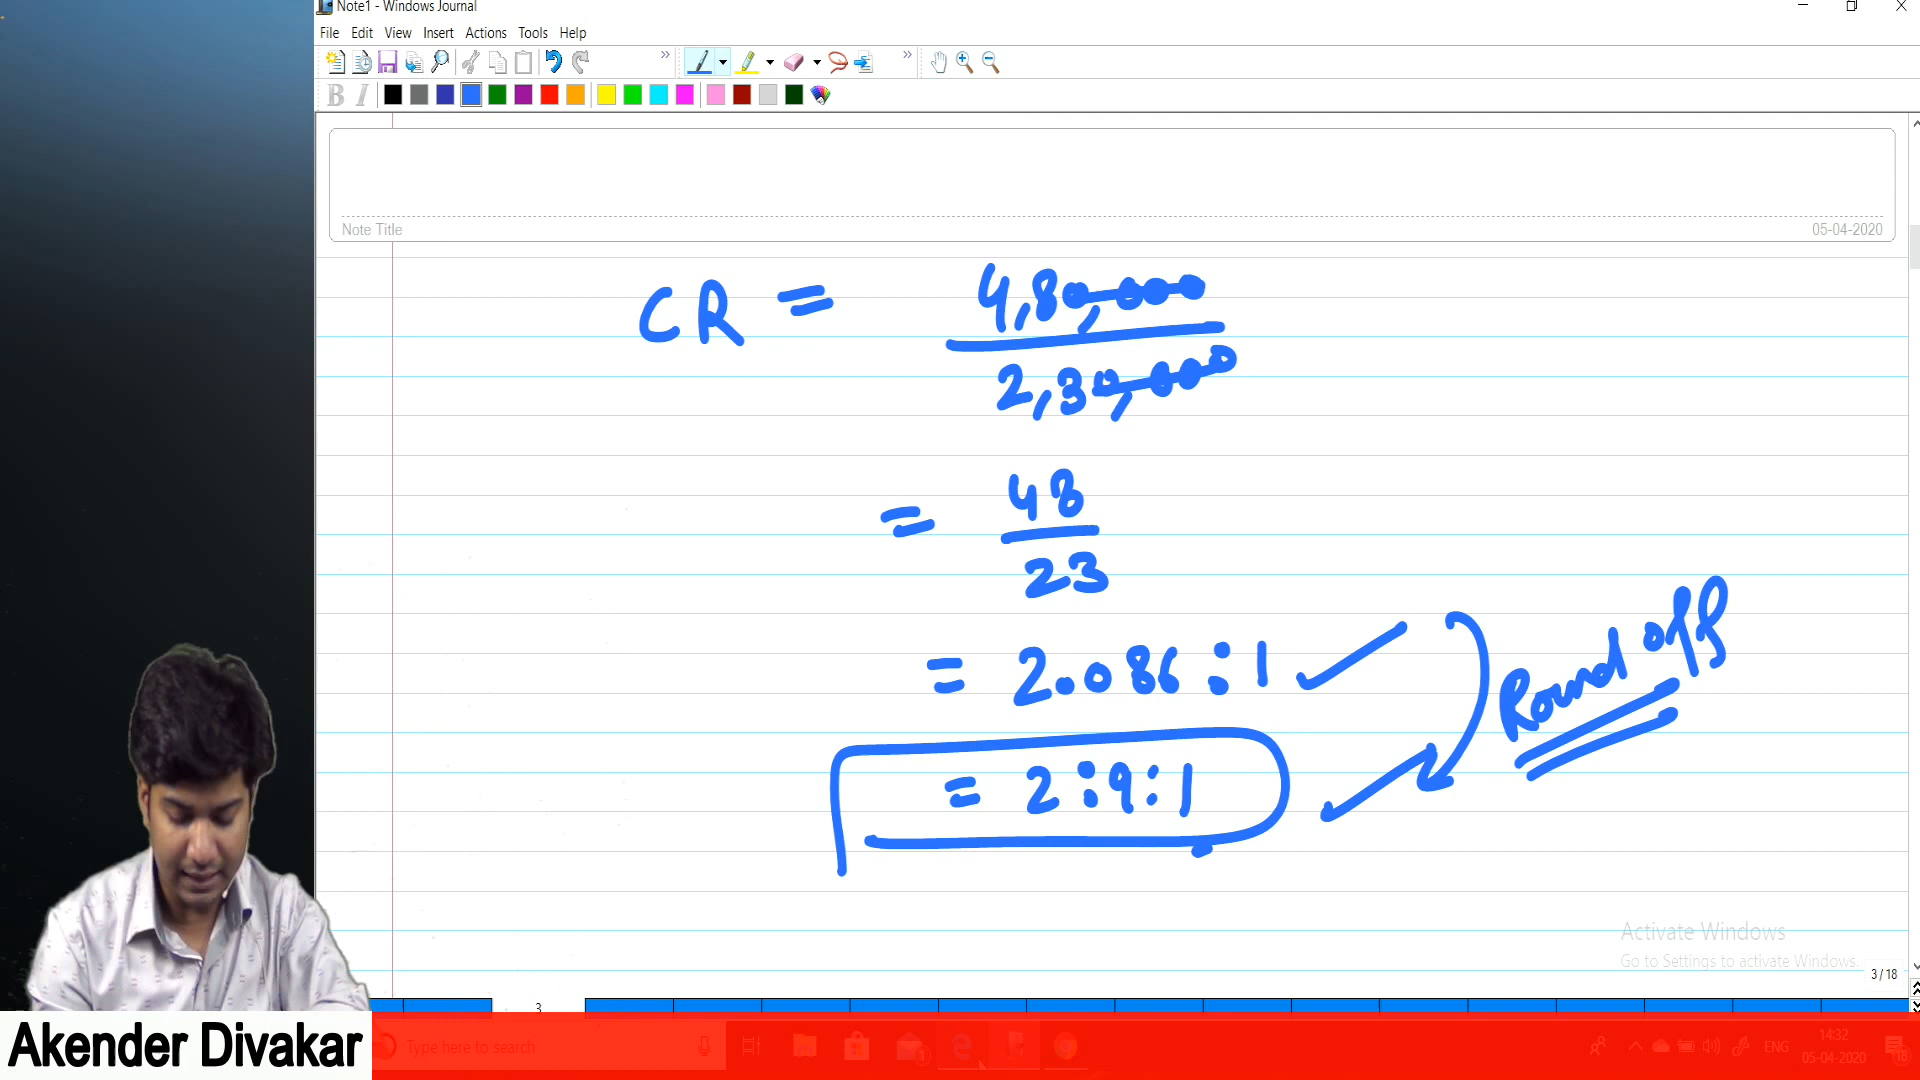 Note1 - Windows Journal
File Edit View Insert Actions Tools Help
B I
Note Title
05-04-2020
CR = 4,80,000
2,30,000
= 48
23
= 2.086:1
Round off
= 2:9:1
Activate Windows
Go to Settings to activate Windows.
3 / 18
3
Akender Divakar
Type here to search
1
ENG
14:32
05-04-2020
18